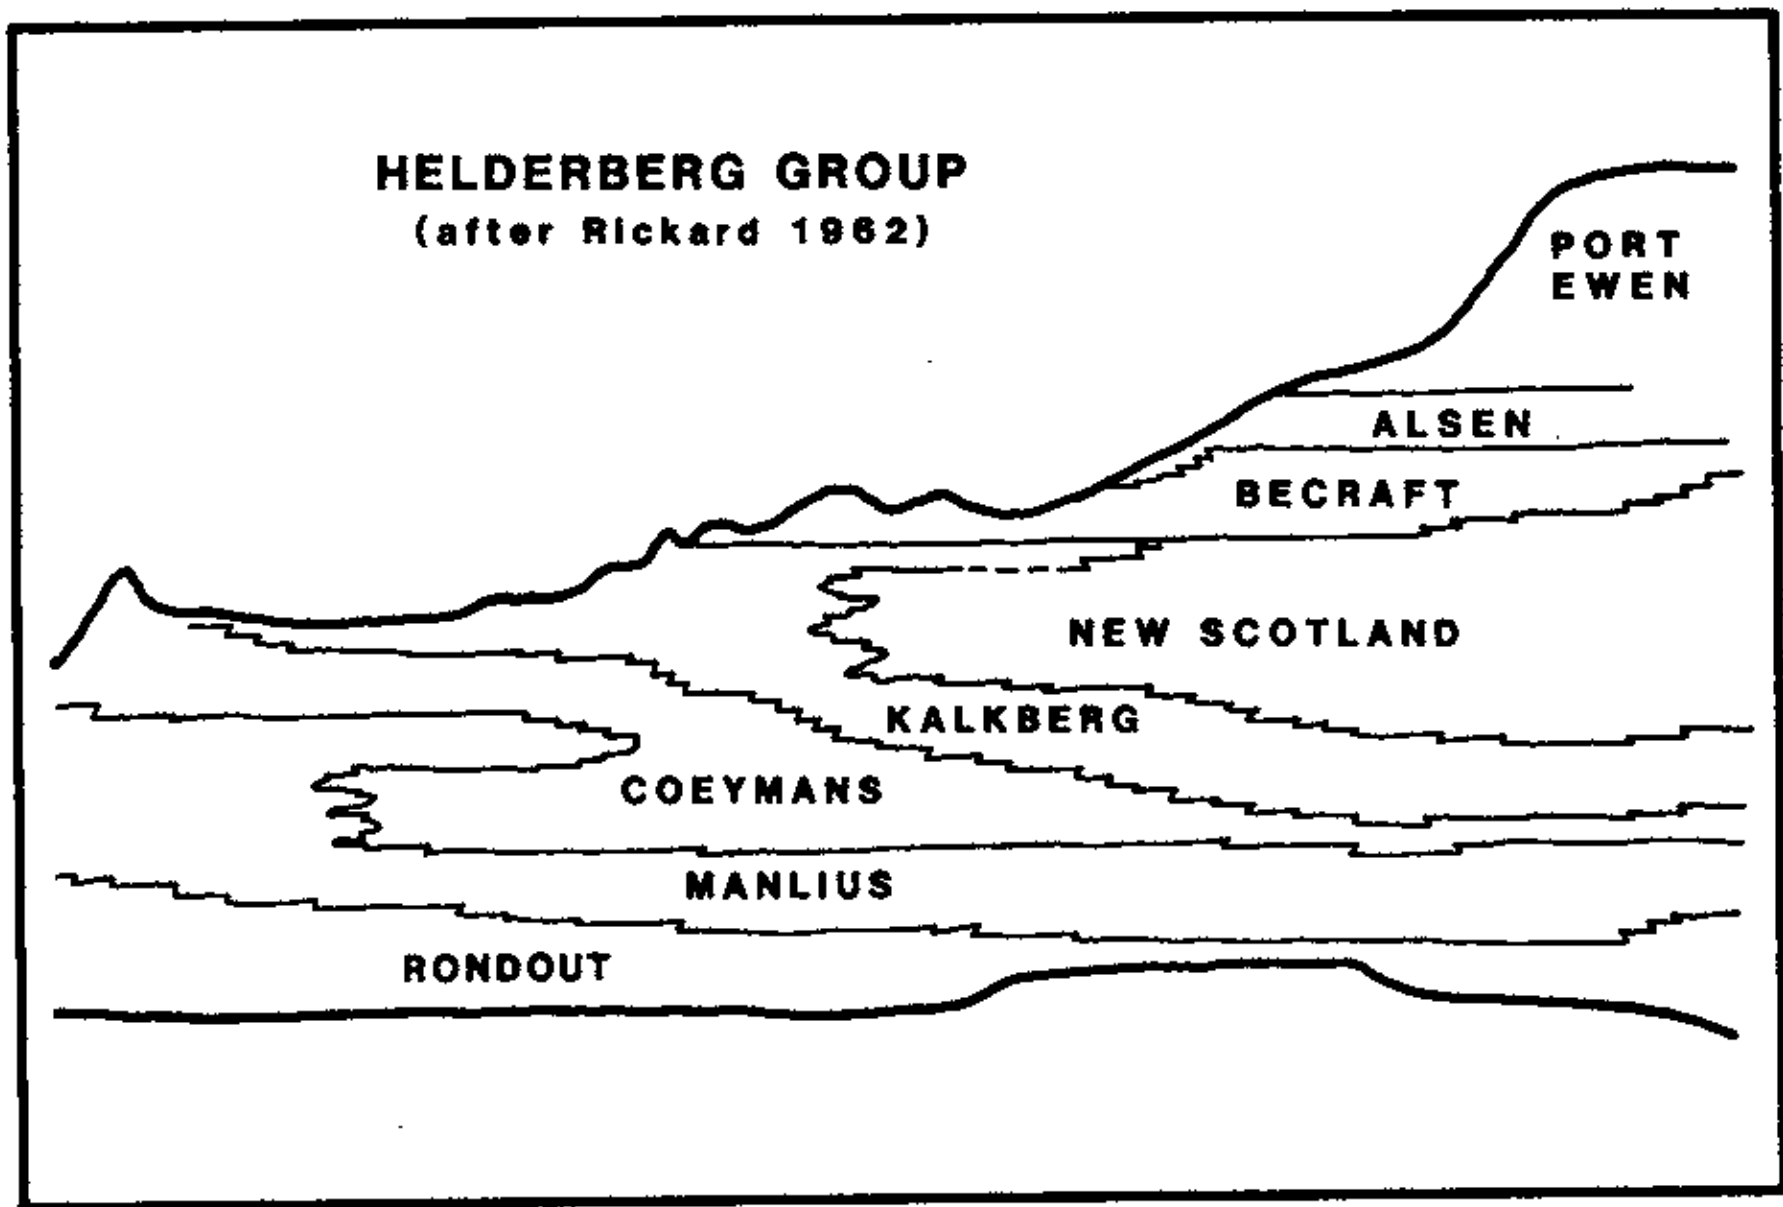 HELDERBERG GROUP
(after Rickard 1962)
PORT
EWEN
ALSEN
BECRAFT
NEW SCOTLAND
KALKBERG
COEYMANS
MANLIUS
RONDOUT